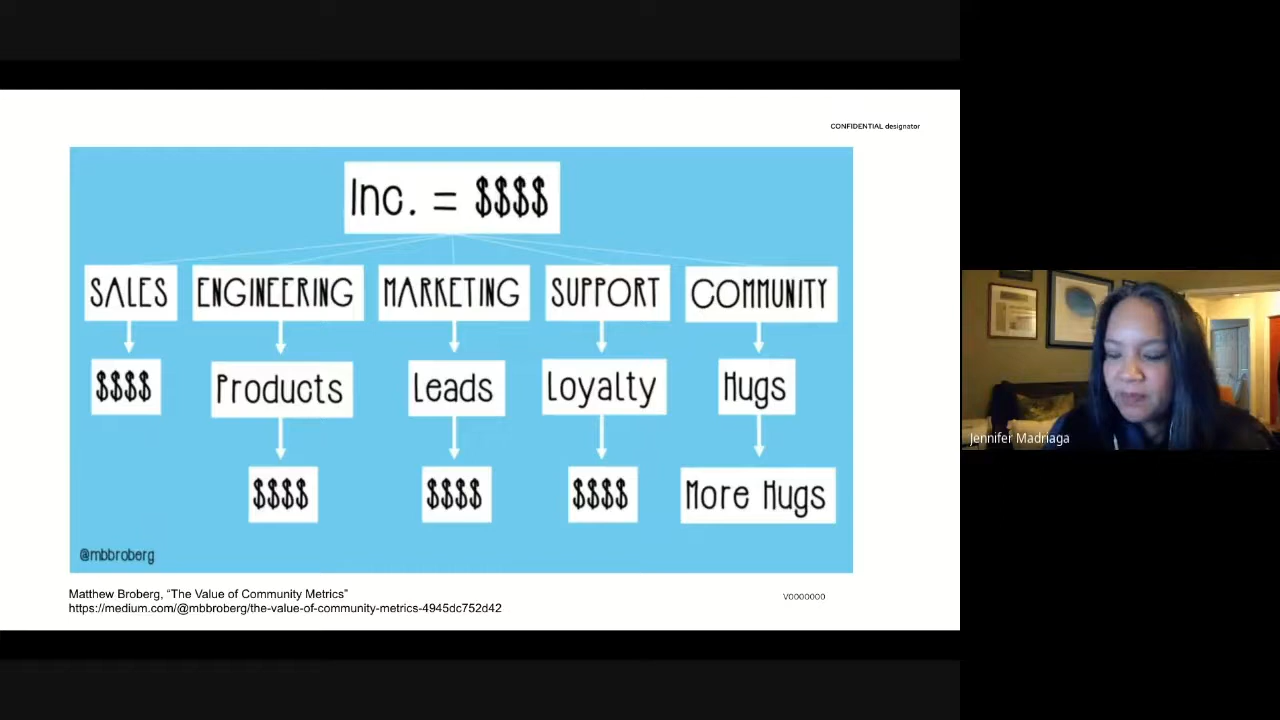 CONFIDENTIAL designator
Inc. = $$$$
SALES ENGINEERING MARKETING SUPPORT COMMUNITY
$$$$ Products Leads Loyalty Hugs
$$$$ $$$$ $$$$ More Hugs
@mbbroberg
Matthew Broberg, “The Value of Community Metrics”
https://medium.com/@mbbroberg/the-value-of-community-metrics-4945dc752d42
V0000000
Jennifer Madriaga